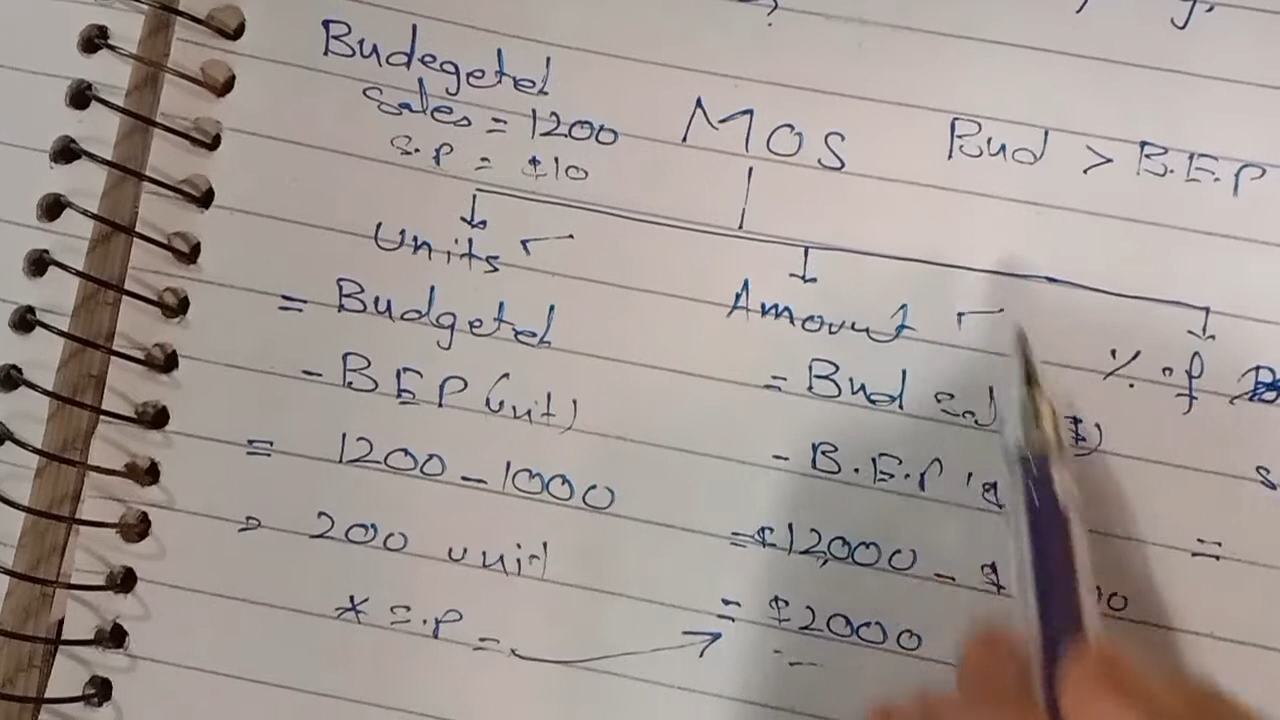 Budegeted
Sales = 1200
S.P = $10
MOS
Bud > B.E.P
Units
= Budgeted
- BEP (unit)
= 1200 - 1000
= 200 unit
* S.P =
Amount
= Bud
- B.E.P
= $12,000 - $
= $2000
% of
=